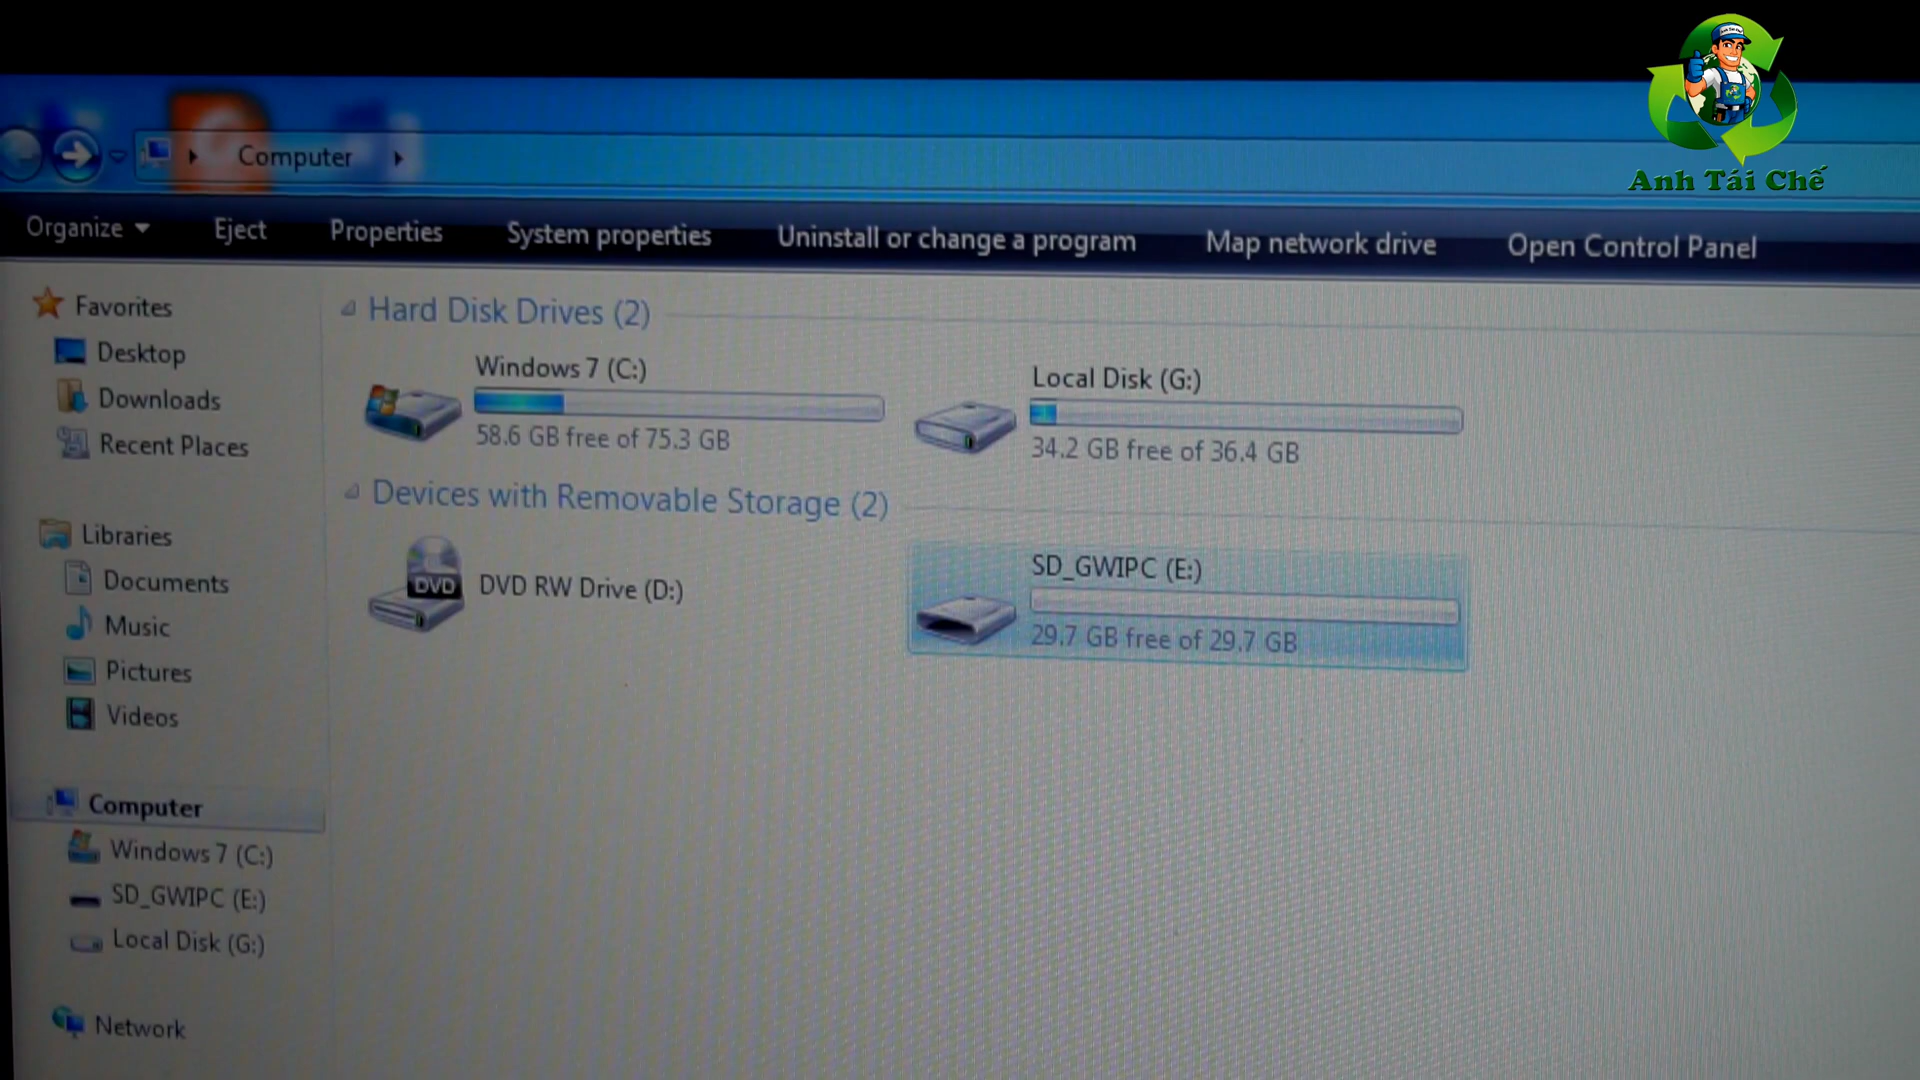 Anh Tái Chế
Computer
Organize
Eject
Properties
System properties
Uninstall or change a program
Map network drive
Open Control Panel
Favorites
Desktop
Downloads
Recent Places
Libraries
Documents
Music
Pictures
Videos
Computer
Windows 7 (C:)
SD_GWIPC (E:)
Local Disk (G:)
Network
Hard Disk Drives (2)
Windows 7 (C:)
58.6 GB free of 75.3 GB
Local Disk (G:)
34.2 GB free of 36.4 GB
Devices with Removable Storage (2)
DVD
DVD RW Drive (D:)
SD_GWIPC (E:)
29.7 GB free of 29.7 GB